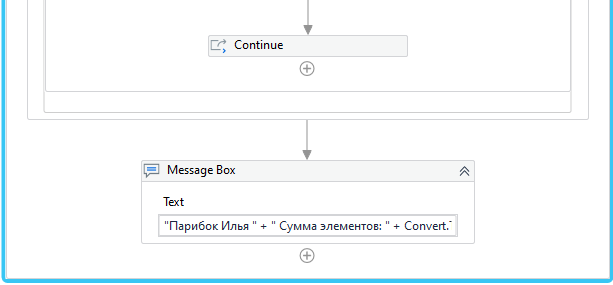 Continue
Message Box
Text
"Парибок Илья " + " Сумма элементов: " + Convert.